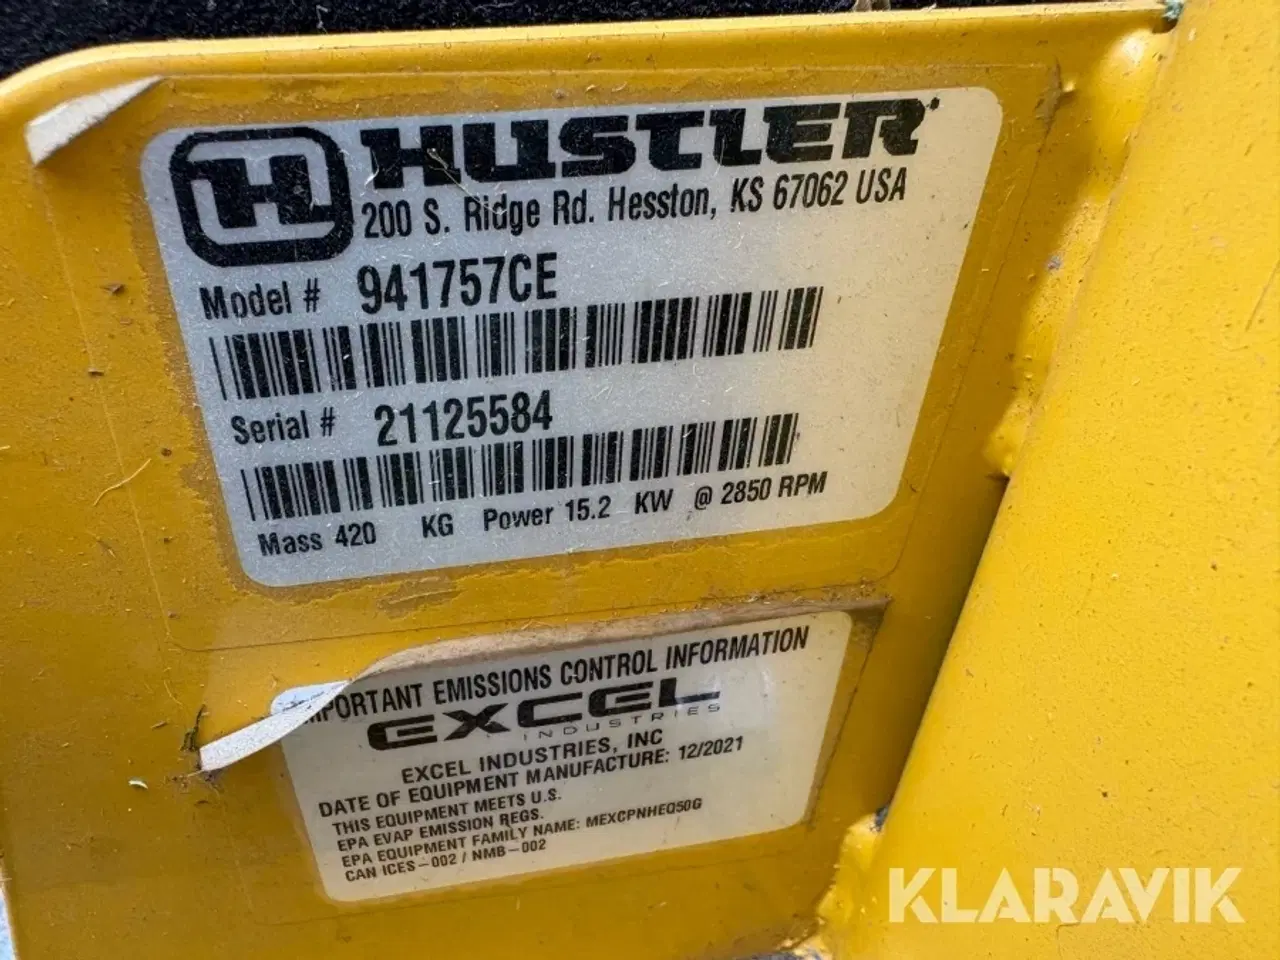 H HUSTLER
200 S. Ridge Rd. Hesston, KS 67062 USA
Model # 941757CE
Serial # 21125584
Mass 420 KG Power 15.2 KW @ 2850 RPM
IMPORTANT EMISSIONS CONTROL INFORMATION
EXCEL
INDUSTRIES
EXCEL INDUSTRIES, INC
DATE OF EQUIPMENT MANUFACTURE: 12/2021
THIS EQUIPMENT MEETS U.S.
EPA EVAP EMISSION REGS.
EPA EQUIPMENT FAMILY NAME: MEXCPNHEQ50G
CAN ICES-002 / NMB-002
KLARAVIK